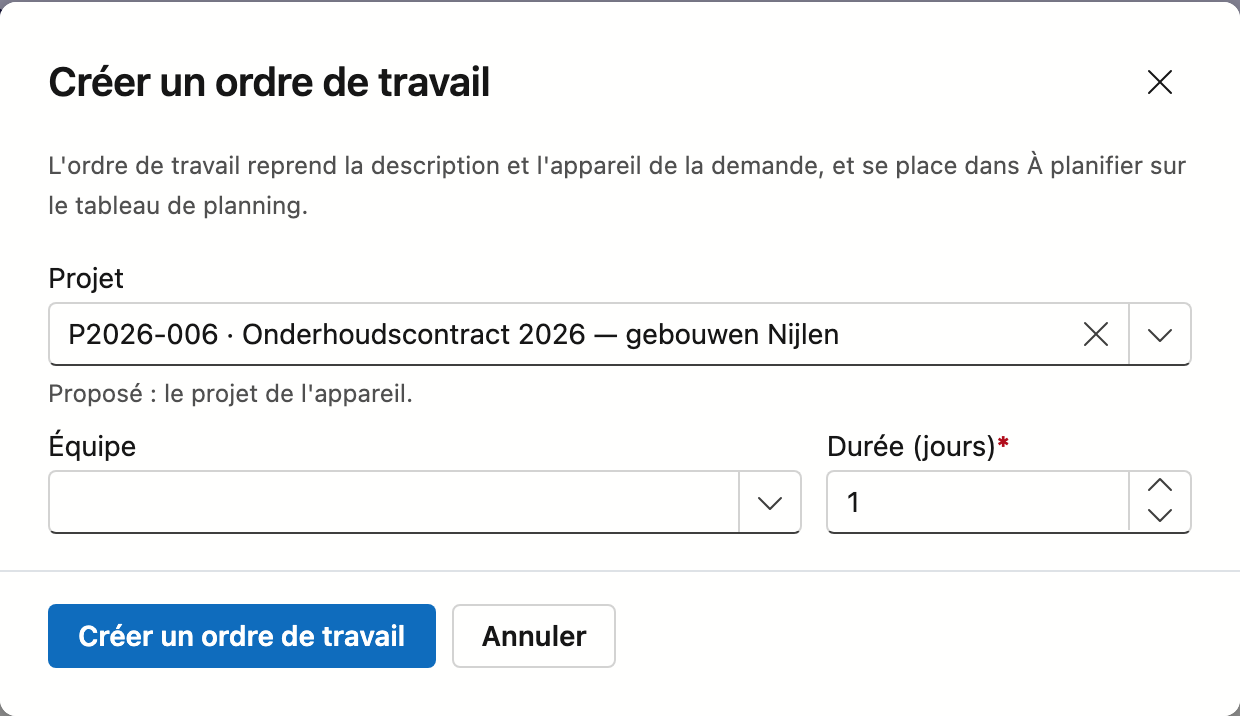 Créer un ordre de travail
L'ordre de travail reprend la description et l'appareil de la demande, et se place dans À planifier sur
le tableau de planning.
Projet
P2026-006 · Onderhoudscontract 2026 — gebouwen Nijlen
Proposé : le projet de l'appareil.
Équipe
Durée (jours)*
1
Créer un ordre de travail
Annuler